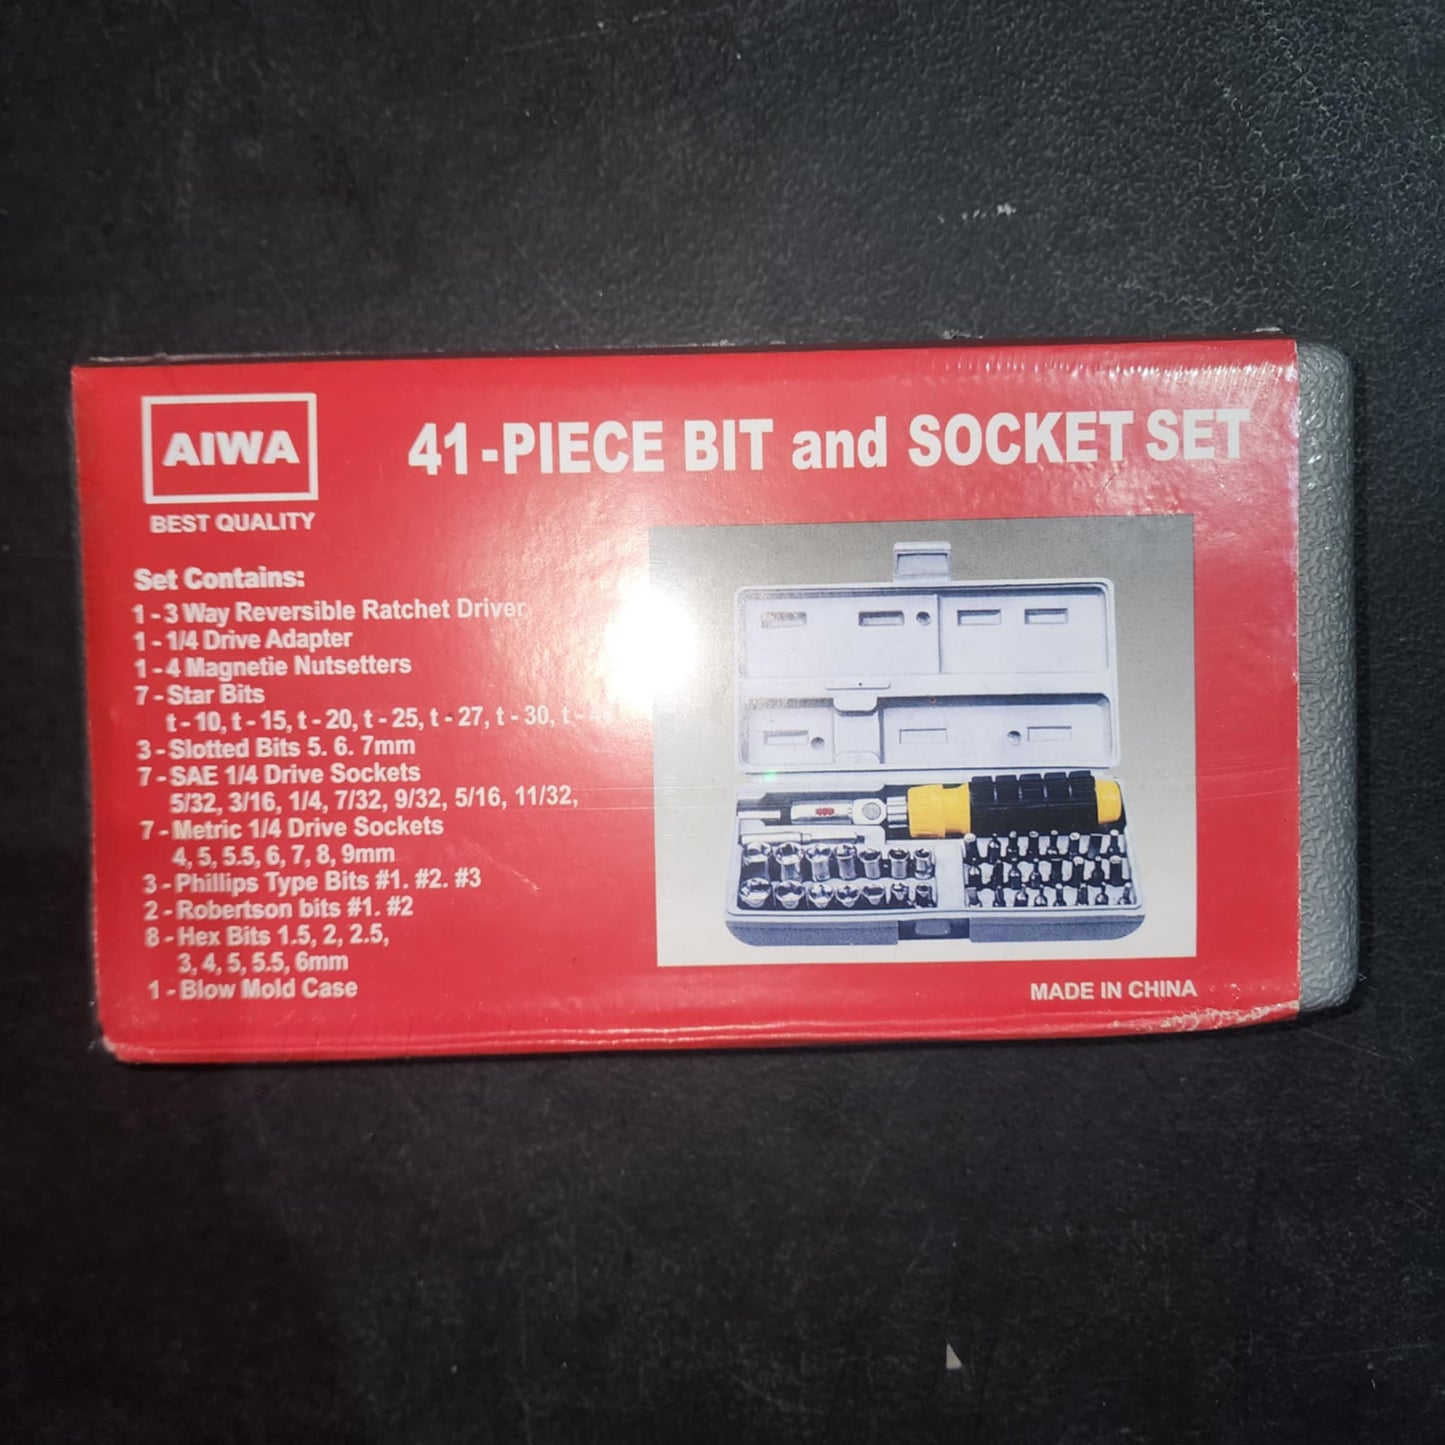 AIWA
BEST QUALITY
41-PIECE BIT and SOCKET SET
Set Contains:
1 - 3 Way Reversible Ratchet Driver
1 - 1/4 Drive Adapter
1 - 4 Magnetie Nutsetters
7 - Star Bits
t - 10, t - 15, t - 20, t - 25, t - 27, t - 30, t -
3 - Slotted Bits 5. 6. 7mm
7 - SAE 1/4 Drive Sockets
5/32, 3/16, 1/4, 7/32, 9/32, 5/16, 11/32,
7 - Metric 1/4 Drive Sockets
4, 5, 5.5, 6, 7, 8, 9mm
3 - Phillips Type Bits #1. #2. #3
2 - Robertson bits #1. #2
8 - Hex Bits 1.5, 2, 2.5,
3, 4, 5, 5.5, 6mm
1 - Blow Mold Case
MADE IN CHINA